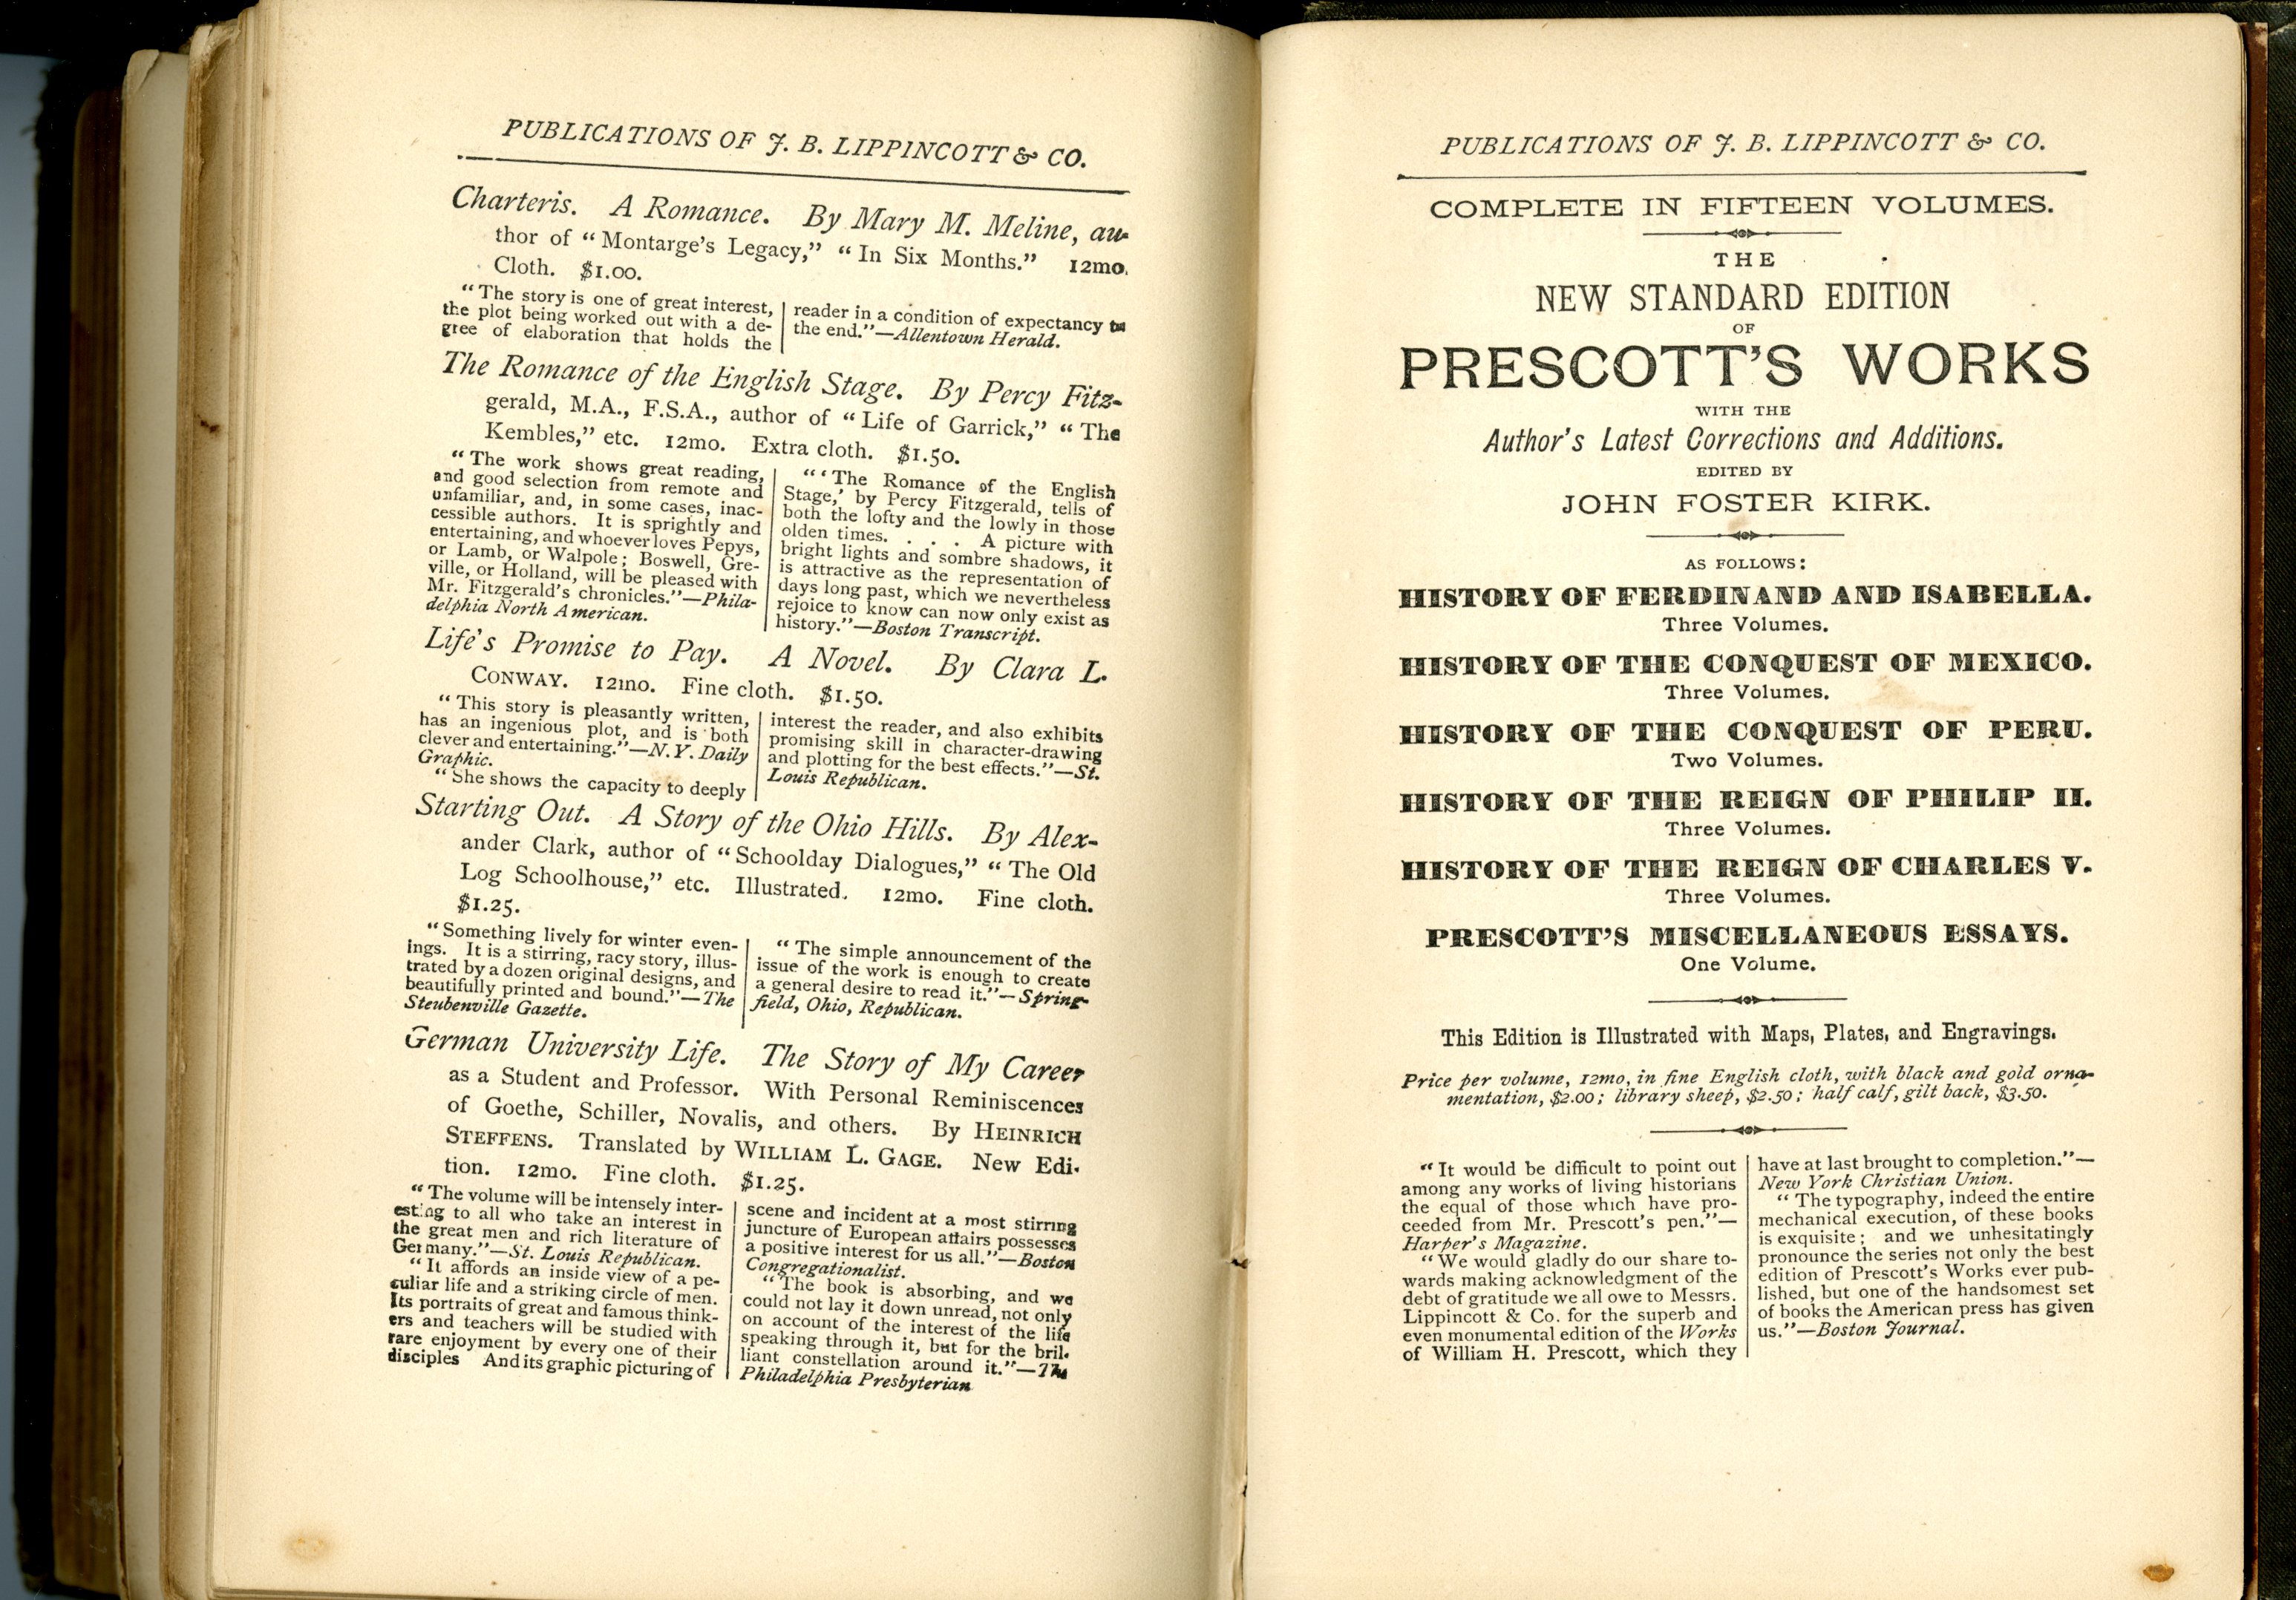 PUBLICATIONS OF J. B. LIPPINCOTT & CO.
Charteris. A Romance. By Mary M. Meline, au-
thor of “Montarge’s Legacy,” “In Six Months.” 12mo.
Cloth. $1.00.
“The story is one of great interest,
the plot being worked out with a de-
gree of elaboration that holds the
reader in a condition of expectancy to
the end.”—Allentown Herald.
The Romance of the English Stage. By Percy Fitz-
gerald, M.A., F.S.A., author of “Life of Garrick,” “The
Kembles,” etc. 12mo. Extra cloth. $1.50.
“The work shows great reading,
and good selection from remote and
unfamiliar, and, in some cases, inac-
cessible authors. It is sprightly and
entertaining, and whoever loves Pepys,
or Lamb, or Walpole; Boswell, Gre-
ville, or Holland, will be pleased with
Mr. Fitzgerald’s chronicles.”—Phila-
delphia North American.
“‘The Romance of the English
Stage,’ by Percy Fitzgerald, tells of
both the lofty and the lowly in those
olden times. . . . A picture with
bright lights and sombre shadows, it
is attractive as the representation of
days long past, which we nevertheless
rejoice to know can now only exist as
history.”—Boston Transcript.
Life’s Promise to Pay. A Novel. By Clara L.
CONWAY. 12mo. Fine cloth. $1.50.
“This story is pleasantly written,
has an ingenious plot, and is both
clever and entertaining.”—N.Y. Daily
Graphic.
“She shows the capacity to deeply
interest the reader, and also exhibits
promising skill in character-drawing
and plotting for the best effects.”—St.
Louis Republican.
Starting Out. A Story of the Ohio Hills. By Alex-
ander Clark, author of “Schoolday Dialogues,” “The Old
Log Schoolhouse,” etc. Illustrated. 12mo. Fine cloth.
$1.25.
“Something lively for winter even-
ings. It is a stirring, racy story, illus-
trated by a dozen original designs, and
beautifully printed and bound.”—The
Steubenville Gazette.
“The simple announcement of the
issue of the work is enough to create
a general desire to read it.”—Spring-
field, Ohio, Republican.
German University Life. The Story of My Career
as a Student and Professor. With Personal Reminiscences
of Goethe, Schiller, Novalis, and others. By HEINRICH
STEFFENS. Translated by WILLIAM L. GAGE. New Edi-
tion. 12mo. Fine cloth. $1.25.
“The volume will be intensely inter-
esting to all who take an interest in
the great men and rich literature of
Germany.”—St. Louis Republican.
“It affords an inside view of a pe-
culiar life and a striking circle of men.
Its portraits of great and famous think-
ers and teachers will be studied with
rare enjoyment by every one of their
disciples And its graphic picturing of
scene and incident at a most stirring
juncture of European affairs possesses
a positive interest for us all.”—Boston
Congregationalist.
“The book is absorbing, and we
could not lay it down unread, not only
on account of the interest of the life
speaking through it, but for the bril-
liant constellation around it.”—The
Philadelphia Presbyterian
PUBLICATIONS OF J. B. LIPPINCOTT & CO.
COMPLETE IN FIFTEEN VOLUMES.
THE
NEW STANDARD EDITION
OF
PRESCOTT’S WORKS
WITH THE
Author’s Latest Corrections and Additions.
EDITED BY
JOHN FOSTER KIRK.
AS FOLLOWS:
HISTORY OF FERDINAND AND ISABELLA.
Three Volumes.
HISTORY OF THE CONQUEST OF MEXICO.
Three Volumes.
HISTORY OF THE CONQUEST OF PERU.
Two Volumes.
HISTORY OF THE REIGN OF PHILIP II.
Three Volumes.
HISTORY OF THE REIGN OF CHARLES V.
Three Volumes.
PRESCOTT’S MISCELLANEOUS ESSAYS.
One Volume.
This Edition is Illustrated with Maps, Plates, and Engravings.
Price per volume, 12mo, in fine English cloth, with black and gold orna-
mentation, $2.00; library sheep, $2.50; half calf, gilt back, $3.50.
“It would be difficult to point out
among any works of living historians
the equal of those which have pro-
ceeded from Mr. Prescott’s pen.”—
Harper’s Magazine.
“We would gladly do our share to-
wards making acknowledgment of the
debt of gratitude we all owe to Messrs.
Lippincott & Co. for the superb and
even monumental edition of the Works
of William H. Prescott, which they
have at last brought to completion.”—
New York Christian Union.
“The typography, indeed the entire
mechanical execution, of these books
is exquisite; and we unhesitatingly
pronounce the series not only the best
edition of Prescott’s Works ever pub-
lished, but one of the handsomest set
of books the American press has given
us.”—Boston Journal.